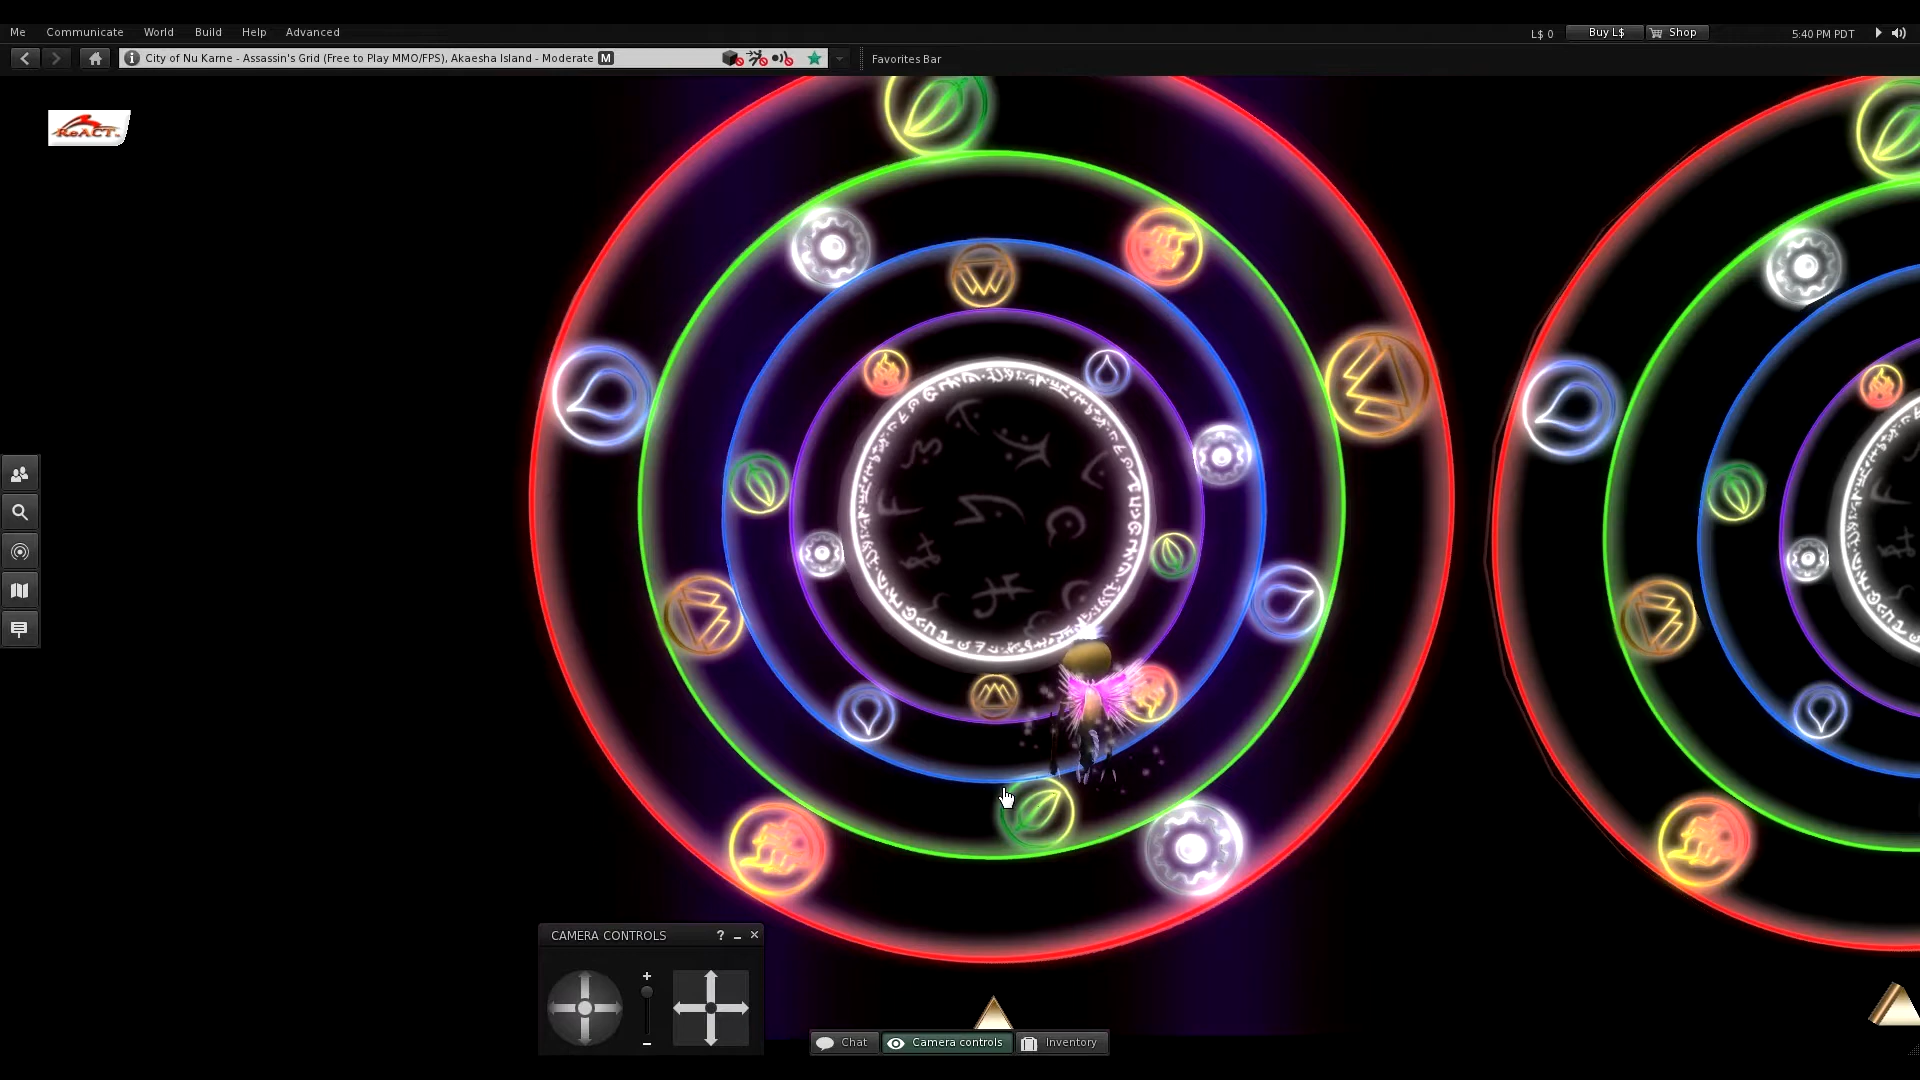 Me Communicate World Build Help Advanced
L$ 0 Buy L$ Shop 5:40 PM PDT
City of Nu Karne - Assassin's Grid (Free to Play MMO/FPS), Akaesha Island - Moderate M
Favorites Bar
ReACT
CAMERA CONTROLS ? _ ×
+
-
Chat Camera controls Inventory